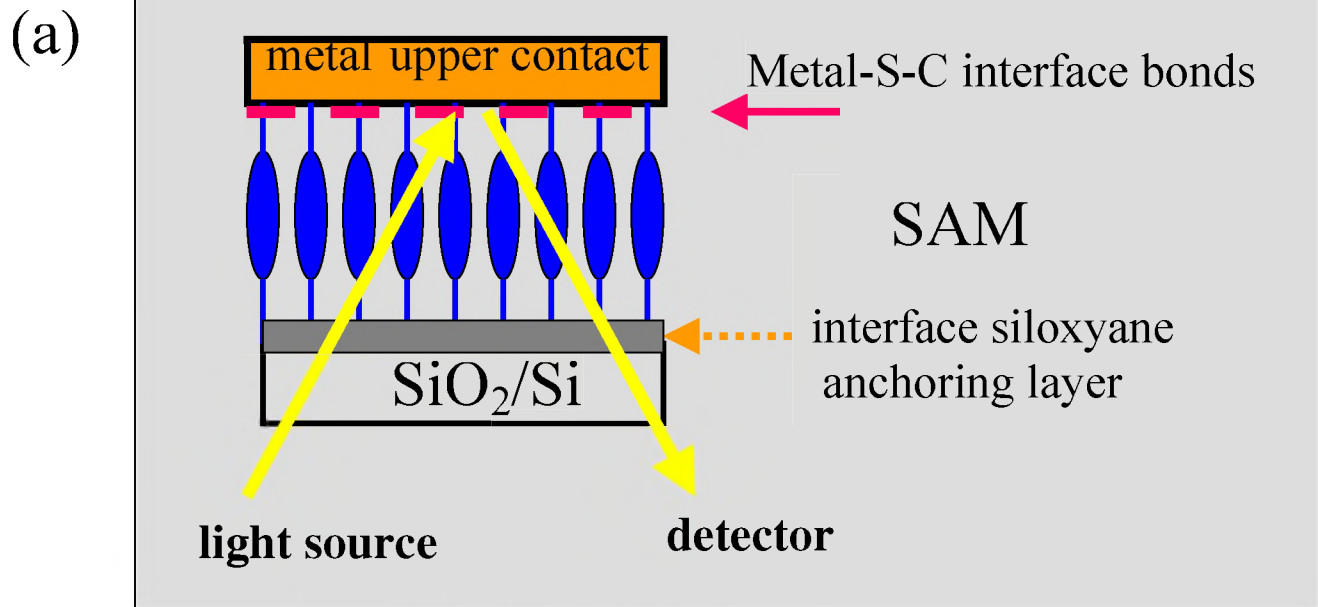 (a)
metal upper contact
Metal-S-C interface bonds
SAM
interface siloxyane
anchoring layer
SiO₂/Si
light source
detector